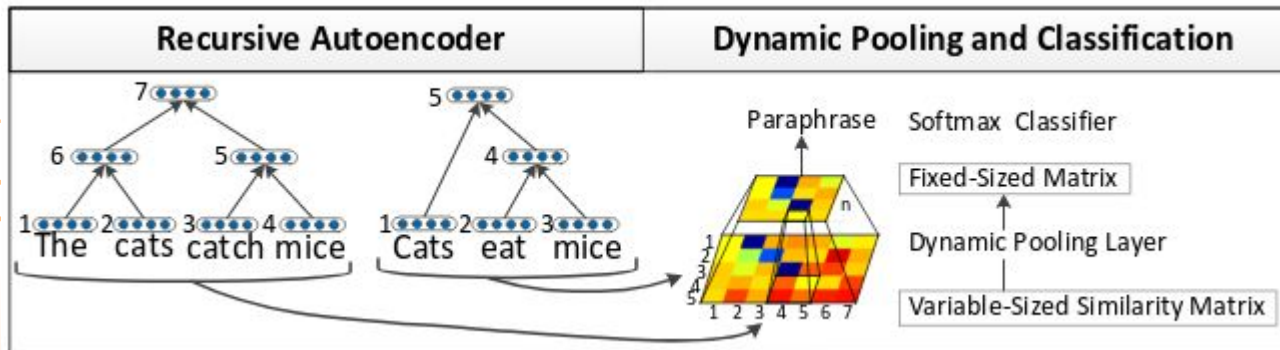 Recursive Autoencoder
Dynamic Pooling and Classification
7
6
5
1 2 3 4
The cats catch mice
5
4
1 2 3
Cats eat mice
Paraphrase
n
1
2
3
4
5
1 2 3 4 5 6 7
Softmax Classifier
Fixed-Sized Matrix
Dynamic Pooling Layer
Variable-Sized Similarity Matrix